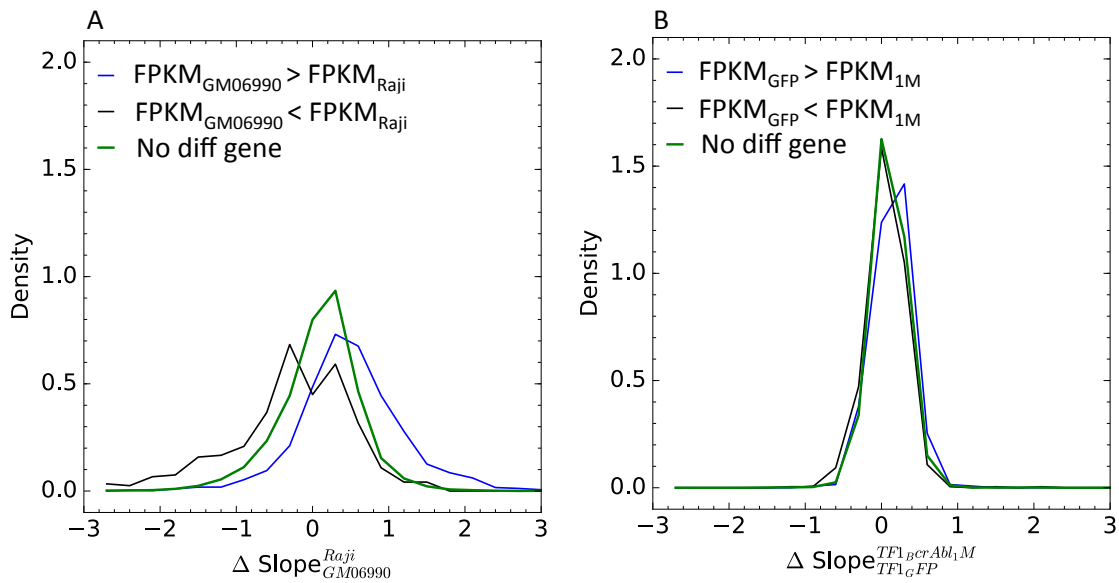 A
2.0
1.5
1.0
0.5
0.0
Density
FPKM_GM06990 > FPKM_Raji
FPKM_GM06990 < FPKM_Raji
No diff gene
−3 −2 −1 0 1 2 3
Δ Slope^Raji_GM06990
B
2.0
1.5
1.0
0.5
0.0
Density
FPKM_GFP > FPKM_1M
FPKM_GFP < FPKM_1M
No diff gene
−3 −2 −1 0 1 2 3
Δ Slope^TF1_BcrAbl_1M_TF1_GFP